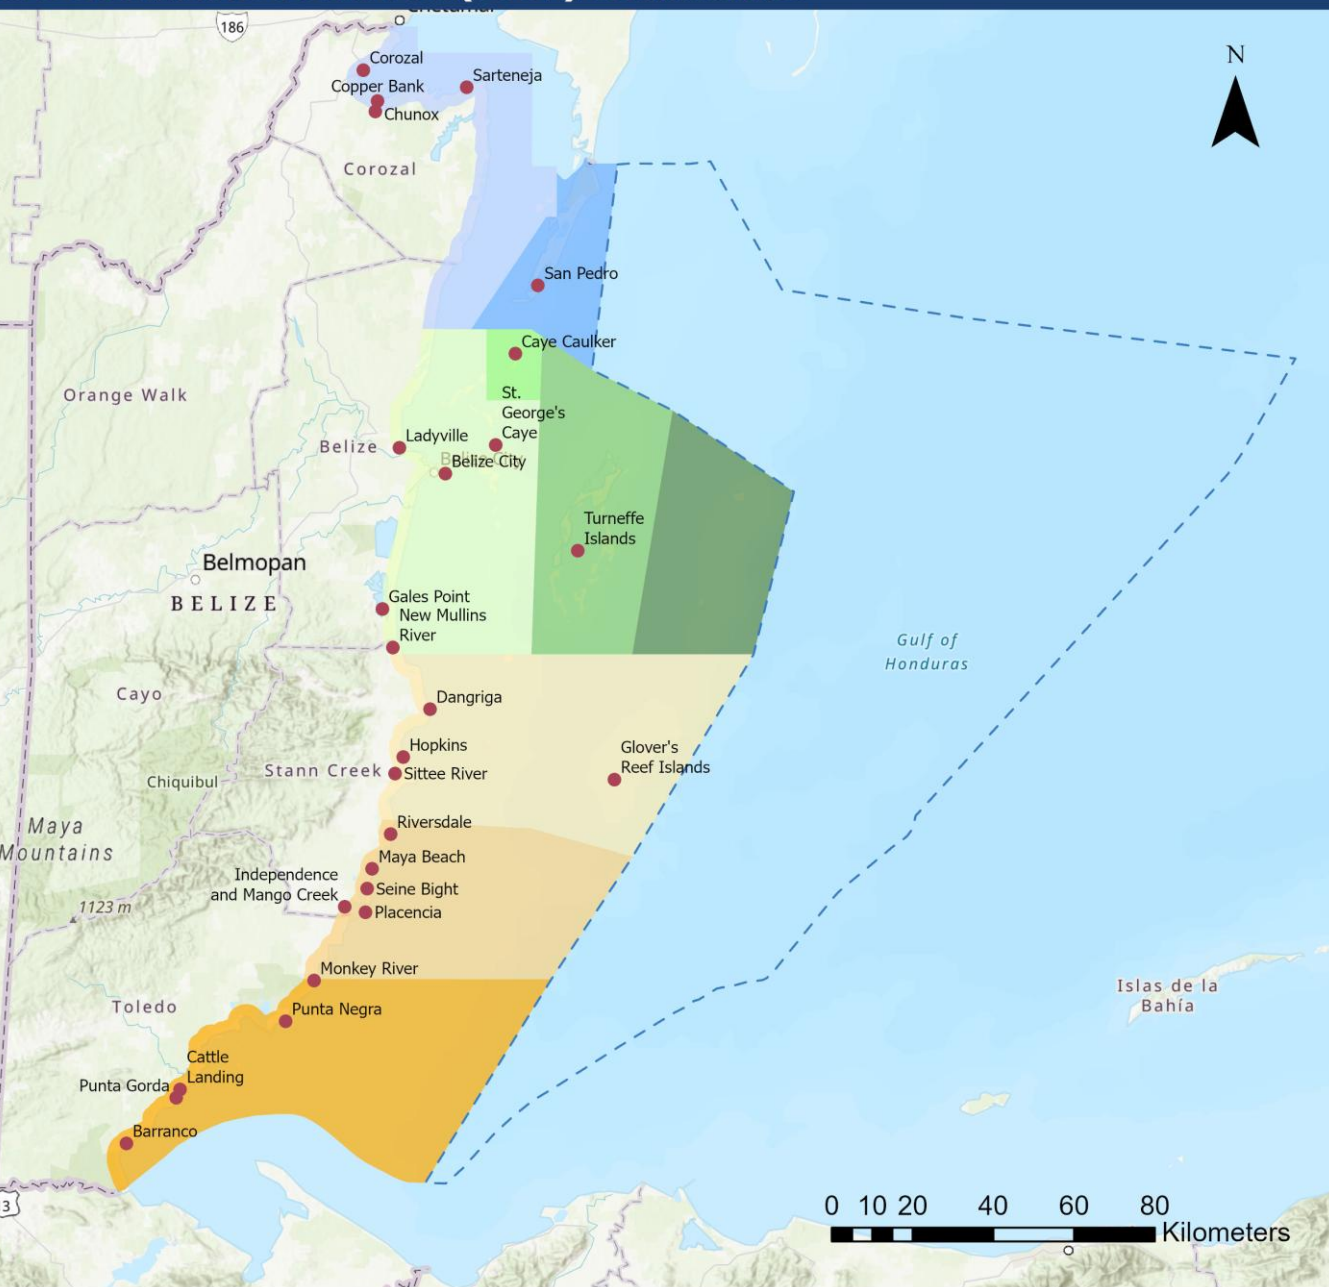 186
N
Corozal
Sarteneja
Copper Bank
Chunox
Corozal
San Pedro
Caye Caulker
Orange Walk
St.
George's
Caye
Ladyville
Belize
Belize City
Belize City
Turneffe
Islands
Belmopan
BELIZE
Gales Point
New Mullins
River
Gulf of
Honduras
Cayo
Dangriga
Hopkins
Glover's
Reef Islands
Stann Creek
Sittee River
Chiquibul
Maya
Mountains
Riversdale
Maya Beach
Independence
and Mango Creek
Seine Bight
Placencia
1123 m
Monkey River
Islas de la
Bahía
Toledo
Punta Negra
Cattle
Landing
Punta Gorda
Barranco
3
0 10 20 40 60 80
Kilometers